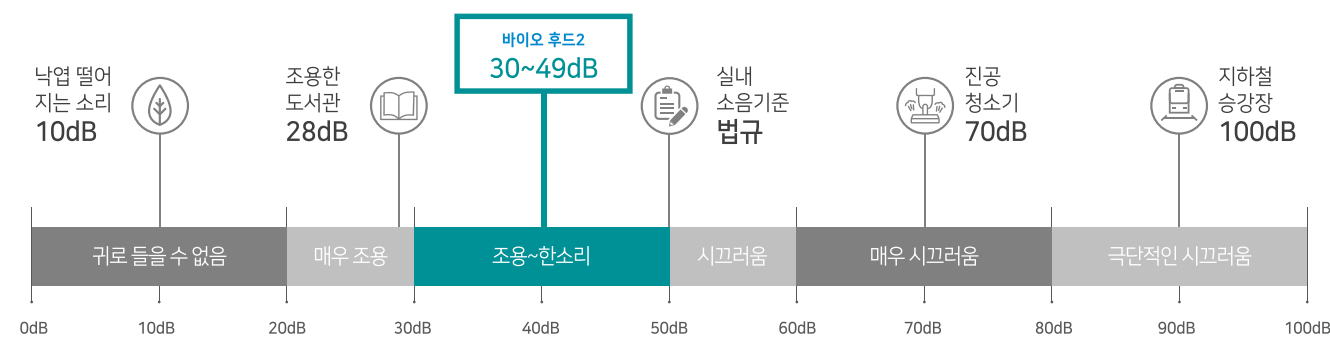 바이오 후드2
30~49dB
낙엽 떨어
지는 소리
10dB
조용한
도서관
28dB
실내
소음기준
법규
진공
청소기
70dB
지하철
승강장
100dB
귀로 들을 수 없음
매우 조용
조용~한소리
시끄러움
매우 시끄러움
극단적인 시끄러움
0dB
10dB
20dB
30dB
40dB
50dB
60dB
70dB
80dB
90dB
100dB